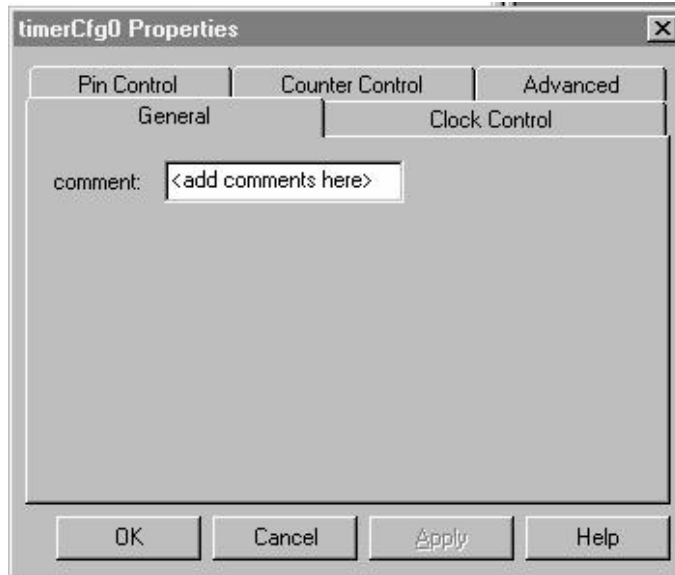 timerCfg0 Properties
Pin Control Counter Control Advanced
General Clock Control
comment: <add comments here>
OK Cancel Apply Help